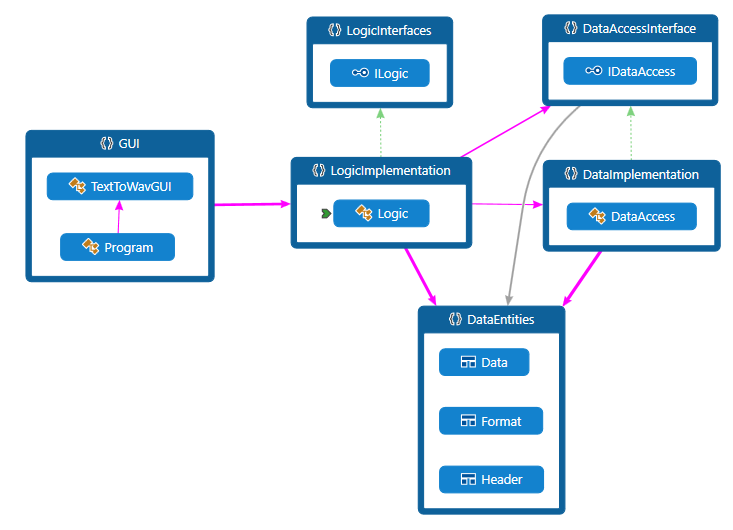 LogicInterfaces
ILogic
DataAccessInterface
IDataAccess
GUI
TextToWavGUI
Program
LogicImplementation
Logic
DataImplementation
DataAccess
DataEntities
Data
Format
Header